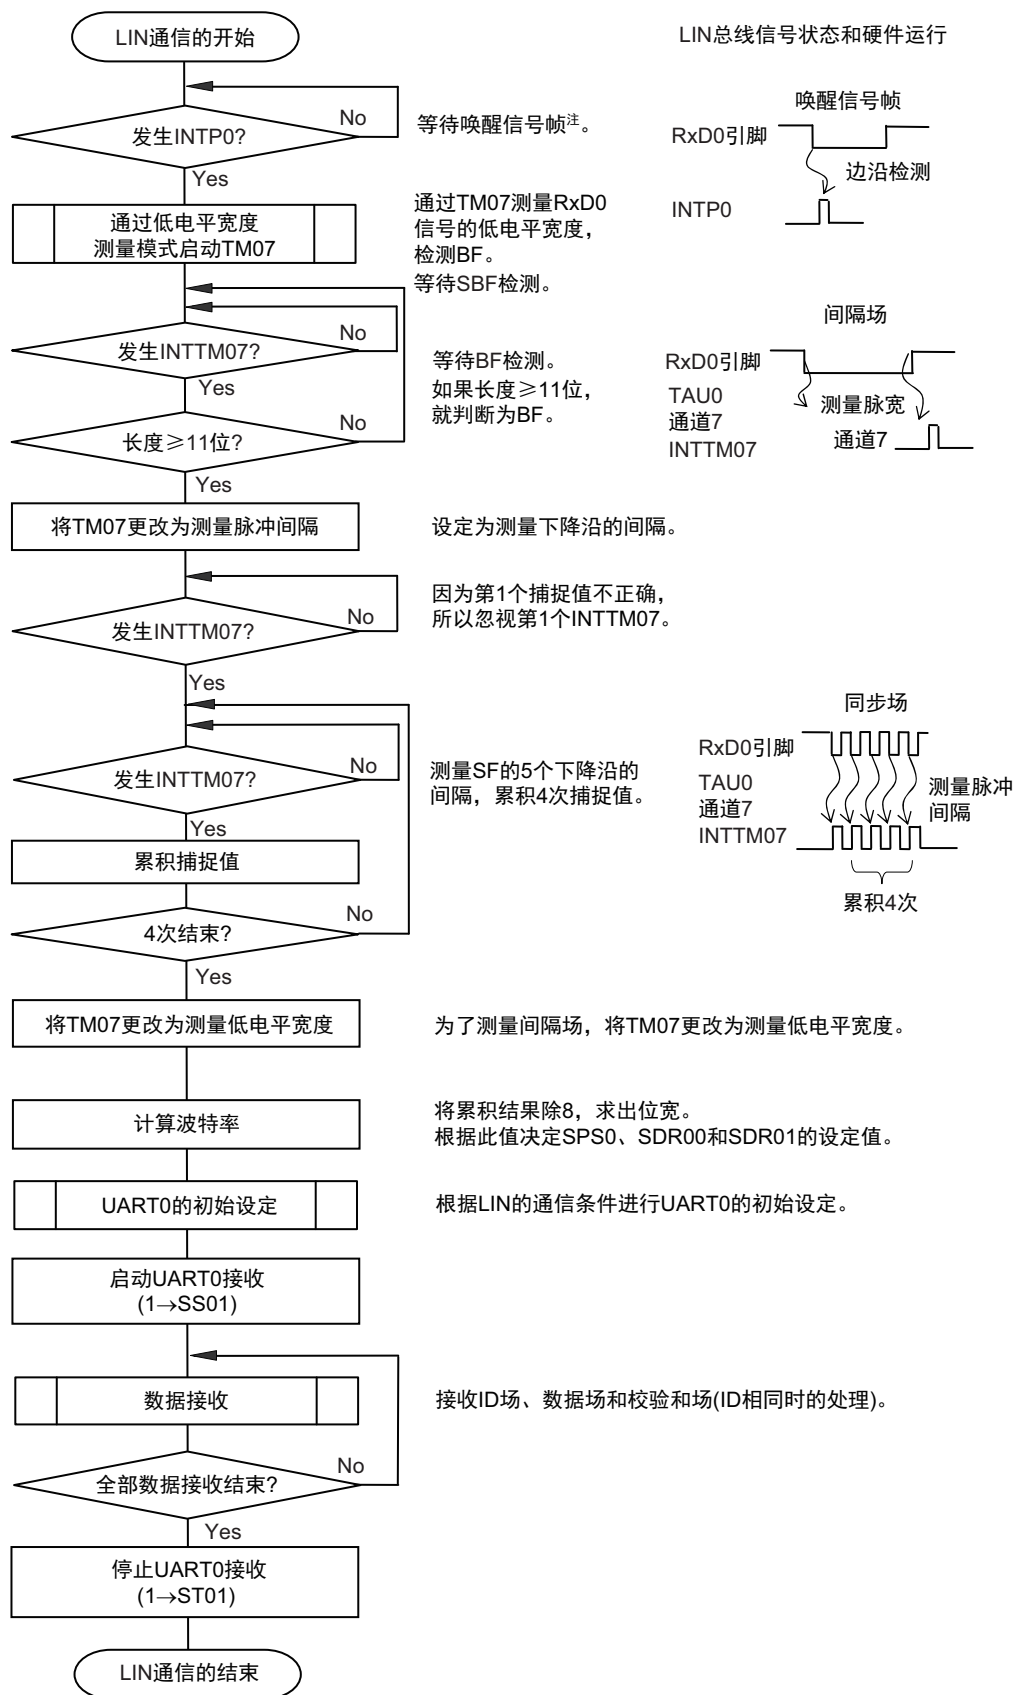 LIN通信的开始
LIN总线信号状态和硬件运行
发生INTP0?
No
Yes
等待唤醒信号帧注。
唤醒信号帧
RxD0引脚
边沿检测
INTP0
通过低电平宽度
测量模式启动TM07
通过TM07测量RxD0
信号的低电平宽度，
检测BF。
等待SBF检测。
发生INTTM07?
No
Yes
等待BF检测。
如果长度≥11位，
就判断为BF。
间隔场
RxD0引脚
TAU0
通道7
INTTM07
测量脉宽
通道7
长度≥11位?
No
Yes
将TM07更改为测量脉冲间隔
设定为测量下降沿的间隔。
发生INTTM07?
No
Yes
因为第1个捕捉值不正确，
所以忽视第1个INTTM07。
发生INTTM07?
No
Yes
测量SF的5个下降沿的
间隔，累积4次捕捉值。
同步场
RxD0引脚
TAU0
通道7
INTTM07
测量脉冲
间隔
累积4次
累积捕捉值
4次结束?
No
Yes
将TM07更改为测量低电平宽度
为了测量间隔场，将TM07更改为测量低电平宽度。
计算波特率
将累积结果除8，求出位宽。
根据此值决定SPS0、SDR00和SDR01的设定值。
UART0的初始设定
根据LIN的通信条件进行UART0的初始设定。
启动UART0接收
(1→SS01)
数据接收
接收ID场、数据场和校验和场(ID相同时的处理)。
全部数据接收结束?
No
Yes
停止UART0接收
(1→ST01)
LIN通信的结束